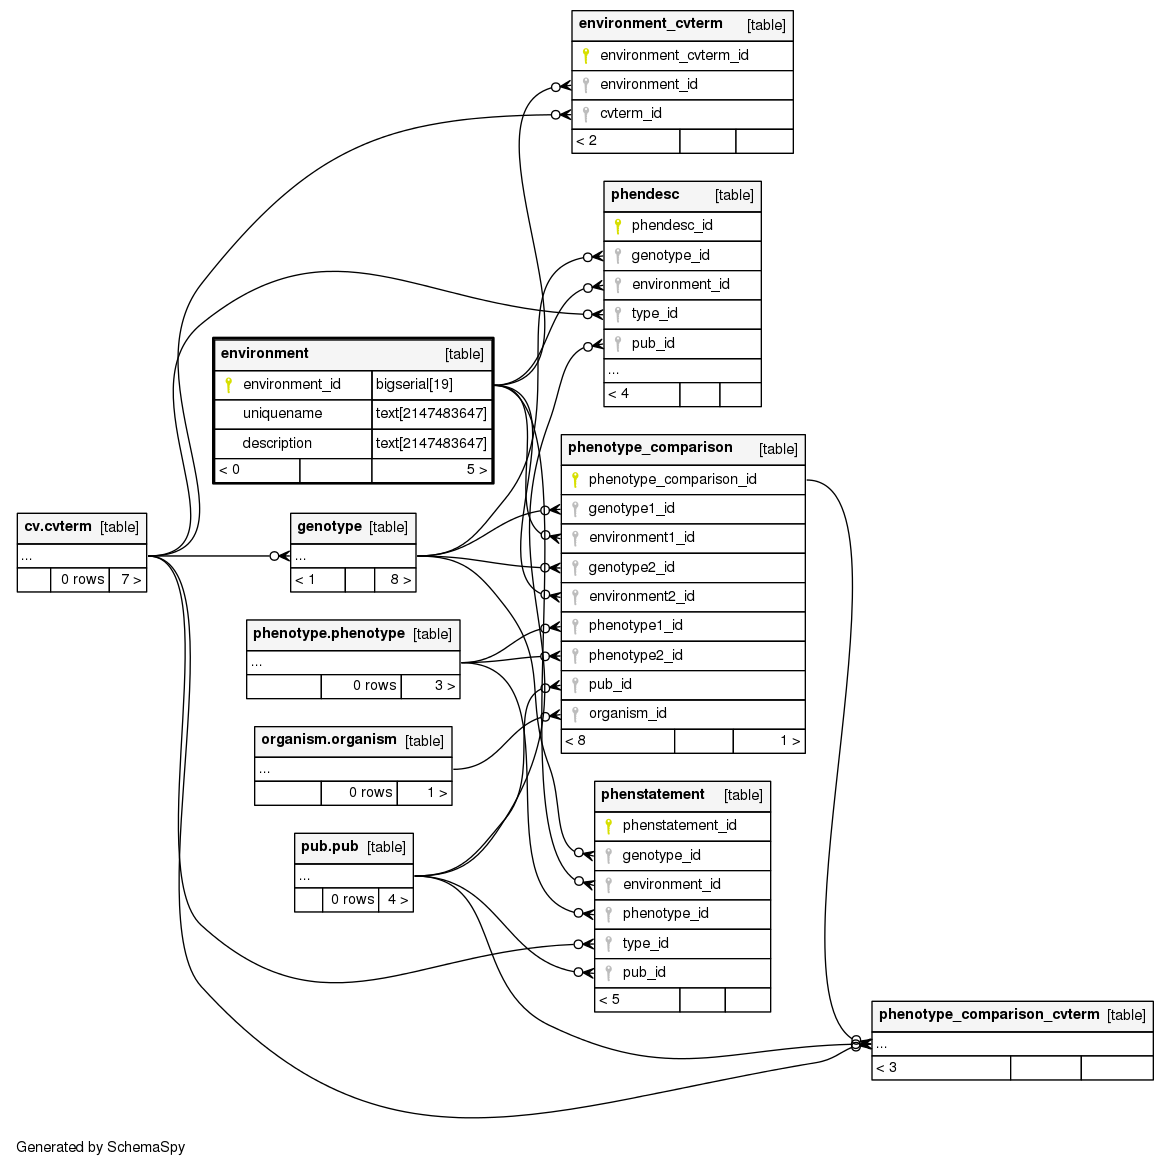 environment_cvterm [table]
environment_cvterm_id
environment_id
cvterm_id
< 2
phendesc [table]
phendesc_id
genotype_id
environment_id
type_id
pub_id
...
< 4
environment [table]
environment_id bigserial[19]
uniquename text[2147483647]
description text[2147483647]
< 0 5 >
phenotype_comparison [table]
phenotype_comparison_id
genotype1_id
environment1_id
genotype2_id
environment2_id
phenotype1_id
phenotype2_id
pub_id
organism_id
< 8 1 >
cv.cvterm [table]
...
0 rows 7 >
genotype [table]
...
< 1 8 >
phenotype.phenotype [table]
...
0 rows 3 >
organism.organism [table]
...
0 rows 1 >
pub.pub [table]
...
0 rows 4 >
phenstatement [table]
phenstatement_id
genotype_id
environment_id
phenotype_id
type_id
pub_id
< 5
phenotype_comparison_cvterm [table]
...
< 3
Generated by SchemaSpy